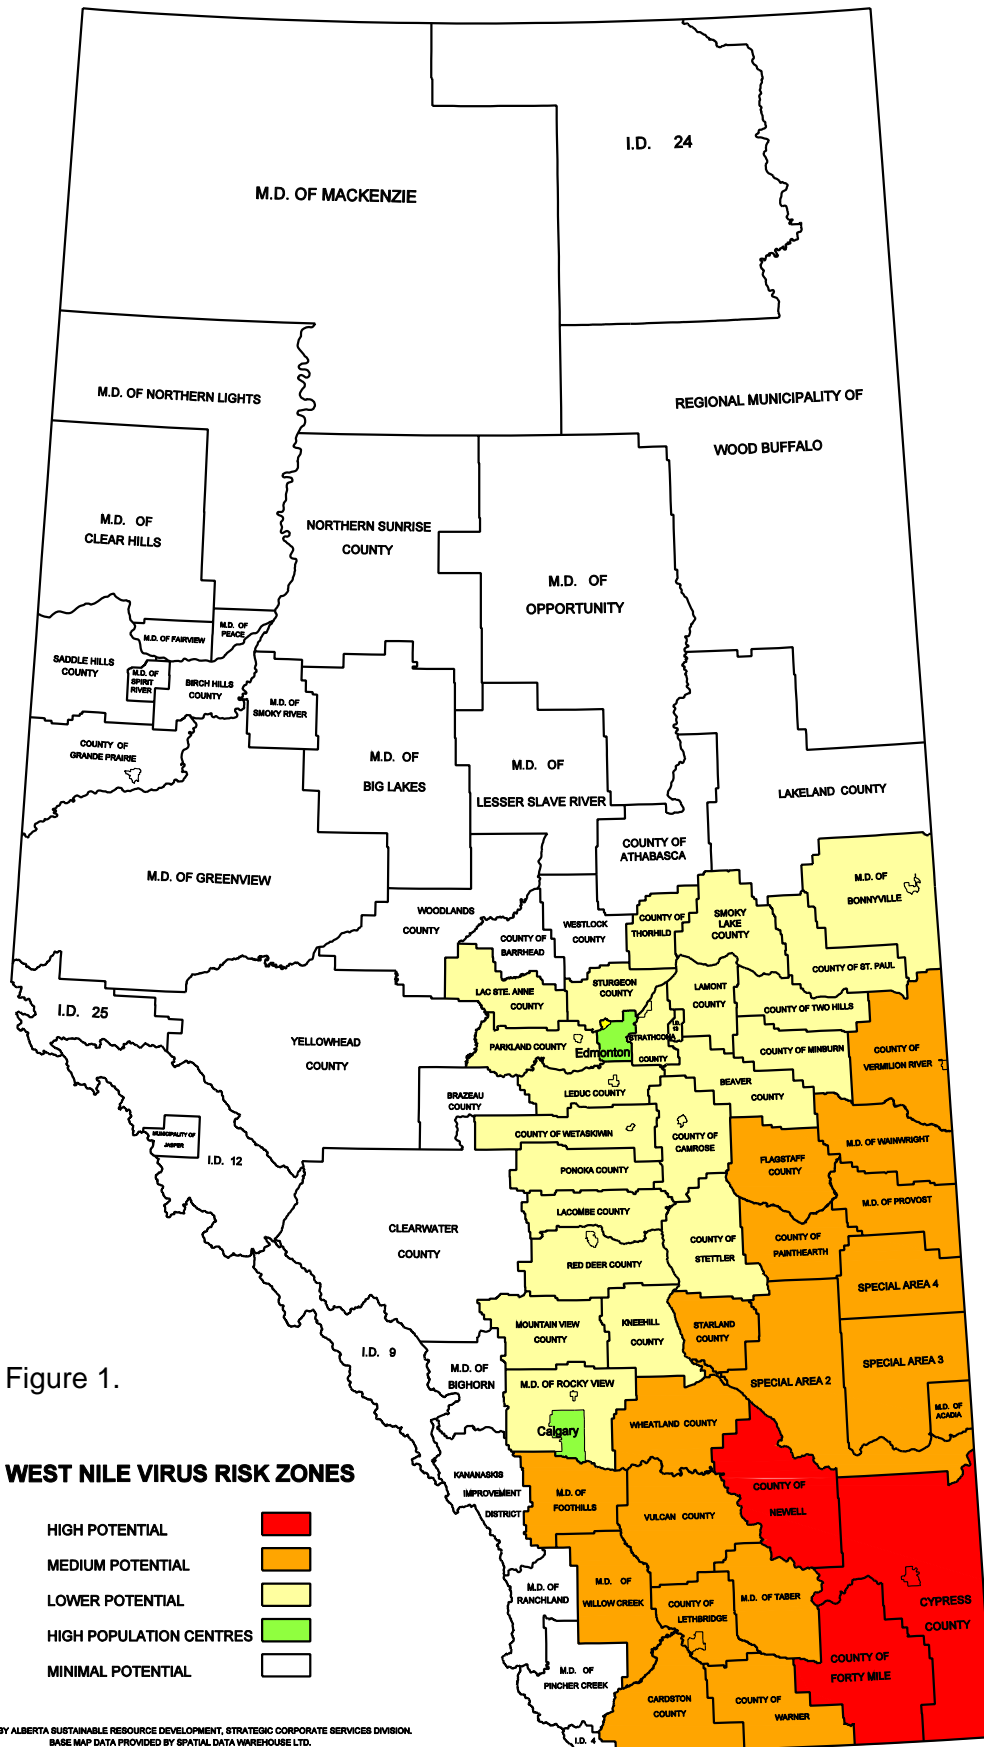 I.D. 24
M.D. OF MACKENZIE
M.D. OF NORTHERN LIGHTS
REGIONAL MUNICIPALITY OF
WOOD BUFFALO
M.D. OF
CLEAR HILLS
NORTHERN SUNRISE
COUNTY
M.D. OF
OPPORTUNITY
M.D. OF FAIRVIEW
M.D. OF
PEACE
SADDLE HILLS
COUNTY
M.D. OF
SPIRIT
RIVER
BIRCH HILLS
COUNTY
M.D. OF
SMOKY RIVER
COUNTY OF
GRANDE PRAIRIE
M.D. OF
BIG LAKES
M.D. OF
LESSER SLAVE RIVER
LAKELAND COUNTY
COUNTY OF
ATHABASCA
M.D. OF GREENVIEW
M.D. OF
BONNYVILLE
WOODLANDS
COUNTY
COUNTY OF
BARRHEAD
WESTLOCK
COUNTY
COUNTY OF
THORHILD
SMOKY
LAKE
COUNTY
COUNTY OF ST. PAUL
LAC STE. ANNE
COUNTY
STURGEON
COUNTY
LAMONT
COUNTY
COUNTY OF TWO HILLS
I.D. 25
YELLOWHEAD
COUNTY
PARKLAND COUNTY
Edmonton
STRATHCONA
COUNTY
I.D.
13
COUNTY OF MINBURN
COUNTY OF
VERMILION RIVER
BRAZEAU
COUNTY
LEDUC COUNTY
BEAVER
COUNTY
MUNICIPALITY OF
JASPER
I.D. 12
COUNTY OF WETASKIWIN
COUNTY OF
CAMROSE
M.D. OF WAINWRIGHT
FLAGSTAFF
COUNTY
PONOKA COUNTY
M.D. OF PROVOST
CLEARWATER
COUNTY
LACOMBE COUNTY
COUNTY OF
STETTLER
COUNTY OF
PAINTHEARTH
RED DEER COUNTY
SPECIAL AREA 4
MOUNTAIN VIEW
COUNTY
KNEEHILL
COUNTY
STARLAND
COUNTY
I.D. 9
M.D. OF
BIGHORN
SPECIAL AREA 3
SPECIAL AREA 2
M.D. OF ROCKY VIEW
M.D. OF
ACADIA
Figure 1.
Calgary
WHEATLAND COUNTY
WEST NILE VIRUS RISK ZONES
KANANASKIS
IMPROVEMENT
DISTRICT
M.D. OF
FOOTHILLS
VULCAN COUNTY
COUNTY OF
NEWELL
HIGH POTENTIAL
MEDIUM POTENTIAL
LOWER POTENTIAL
HIGH POPULATION CENTRES
MINIMAL POTENTIAL
M.D. OF
RANCHLAND
M.D. OF
WILLOW CREEK
COUNTY OF
LETHBRIDGE
M.D. OF TABER
CYPRESS
COUNTY
M.D. OF
PINCHER CREEK
COUNTY OF
FORTY MILE
CARDSTON
COUNTY
COUNTY OF
WARNER
I.D. 4
BY ALBERTA SUSTAINABLE RESOURCE DEVELOPMENT, STRATEGIC CORPORATE SERVICES DIVISION.
BASE MAP DATA PROVIDED BY SPATIAL DATA WAREHOUSE LTD.